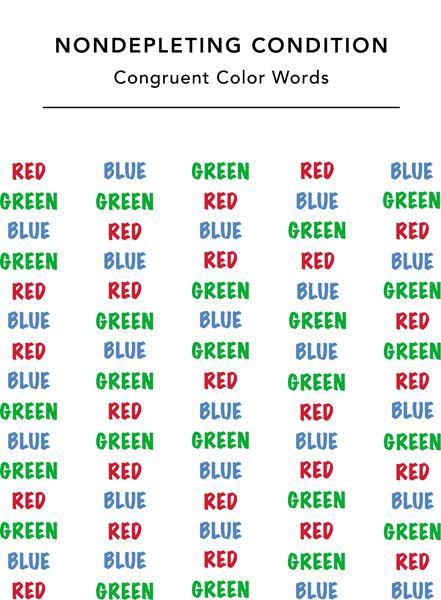 NONDEPLETING CONDITION
Congruent Color Words
RED BLUE GREEN RED BLUE
GREEN GREEN RED BLUE GREEN
BLUE RED BLUE GREEN RED
GREEN BLUE RED RED BLUE
RED RED GREEN BLUE GREEN
BLUE GREEN BLUE GREEN RED
RED BLUE GREEN BLUE GREEN
BLUE GREEN RED GREEN RED
GREEN RED BLUE RED BLUE
BLUE GREEN GREEN BLUE GREEN
GREEN RED BLUE RED RED
RED BLUE RED GREEN BLUE
GREEN RED BLUE RED GREEN
BLUE BLUE RED GREEN RED
RED GREEN GREEN BLUE BLUE